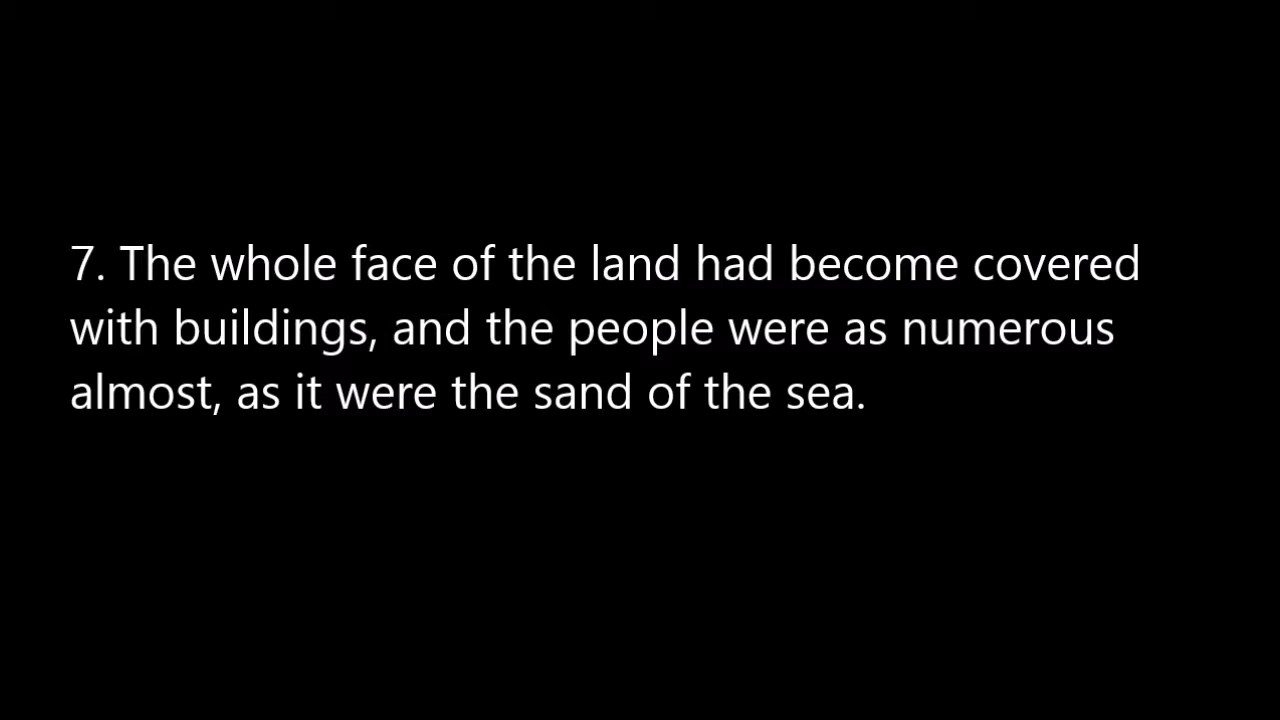 7. The whole face of the land had become covered
with buildings, and the people were as numerous
almost, as it were the sand of the sea.